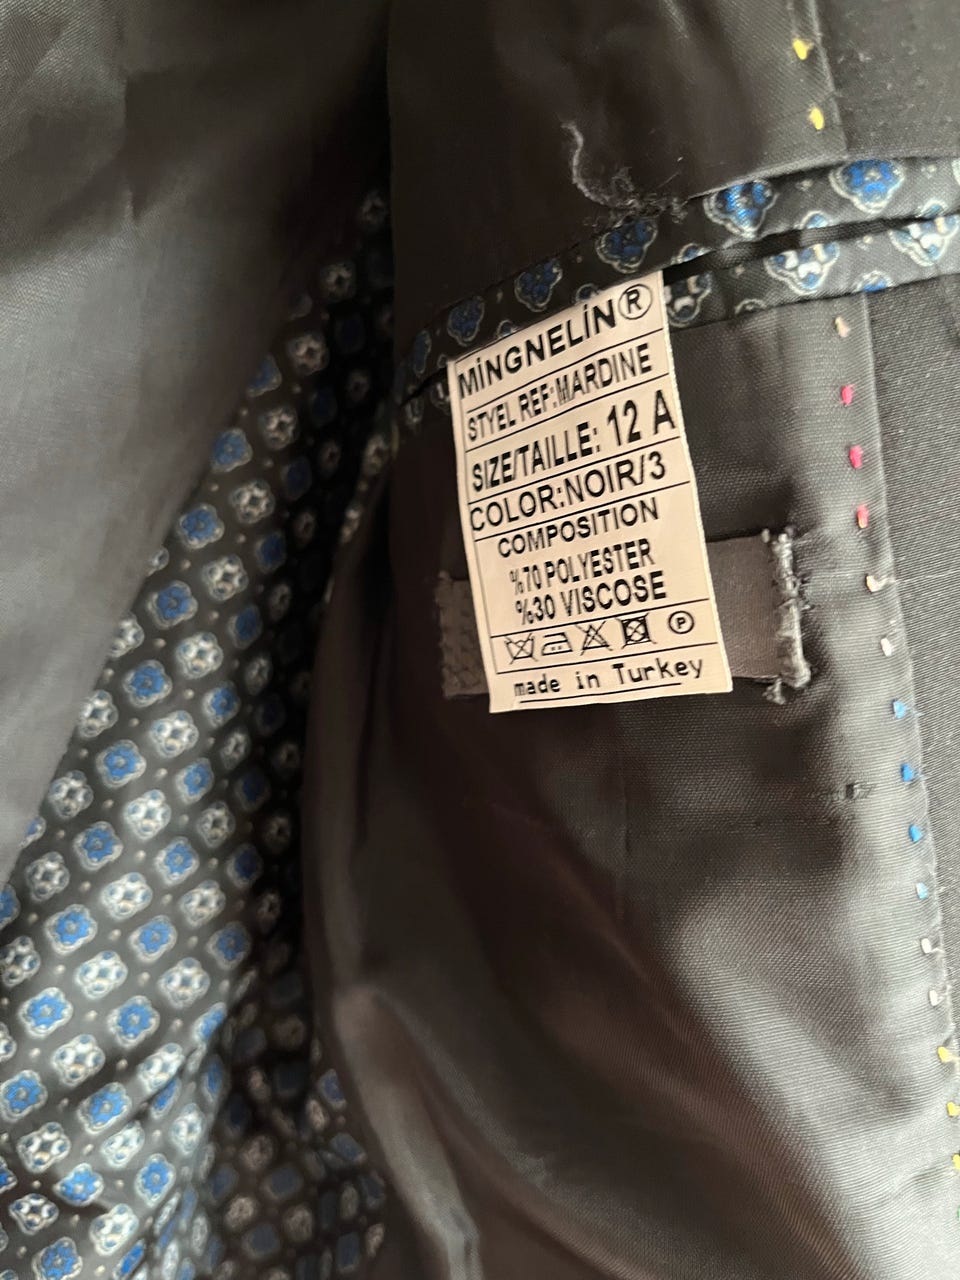 MİNGNELİN®
STYEL REF:MARDINE
SIZE/TAILLE: 12 A
COLOR:NOIR/3
COMPOSITION
%70 POLYESTER
%30 VISCOSE
P
made in Turkey